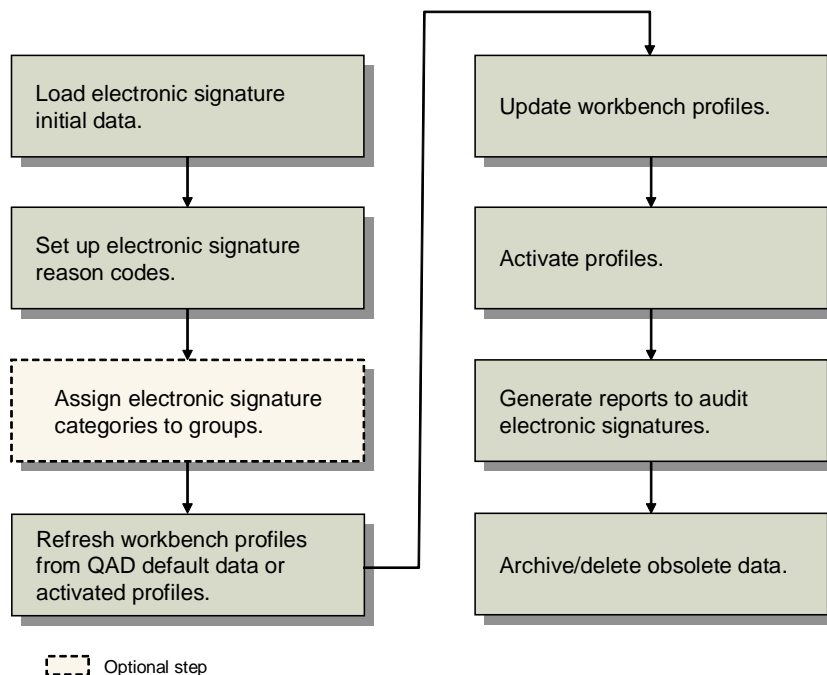 Load electronic signature
initial data.
Set up electronic signature
reason codes.
Assign electronic signature
categories to groups.
Refresh workbench profiles
from QAD default data or
activated profiles.
Update workbench profiles.
Activate profiles.
Generate reports to audit
electronic signatures.
Archive/delete obsolete data.
Optional step